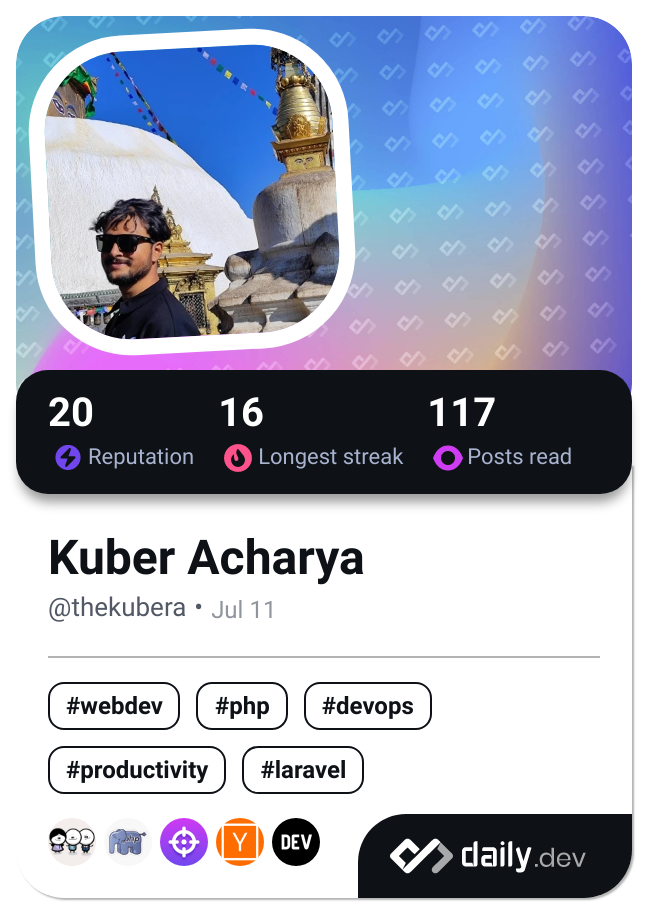 20 16 117
Reputation Longest streak Posts read
Kuber Acharya
@thekubera • Jul 11
#webdev #php #devops
#productivity #laravel
php Y DEV
daily.dev